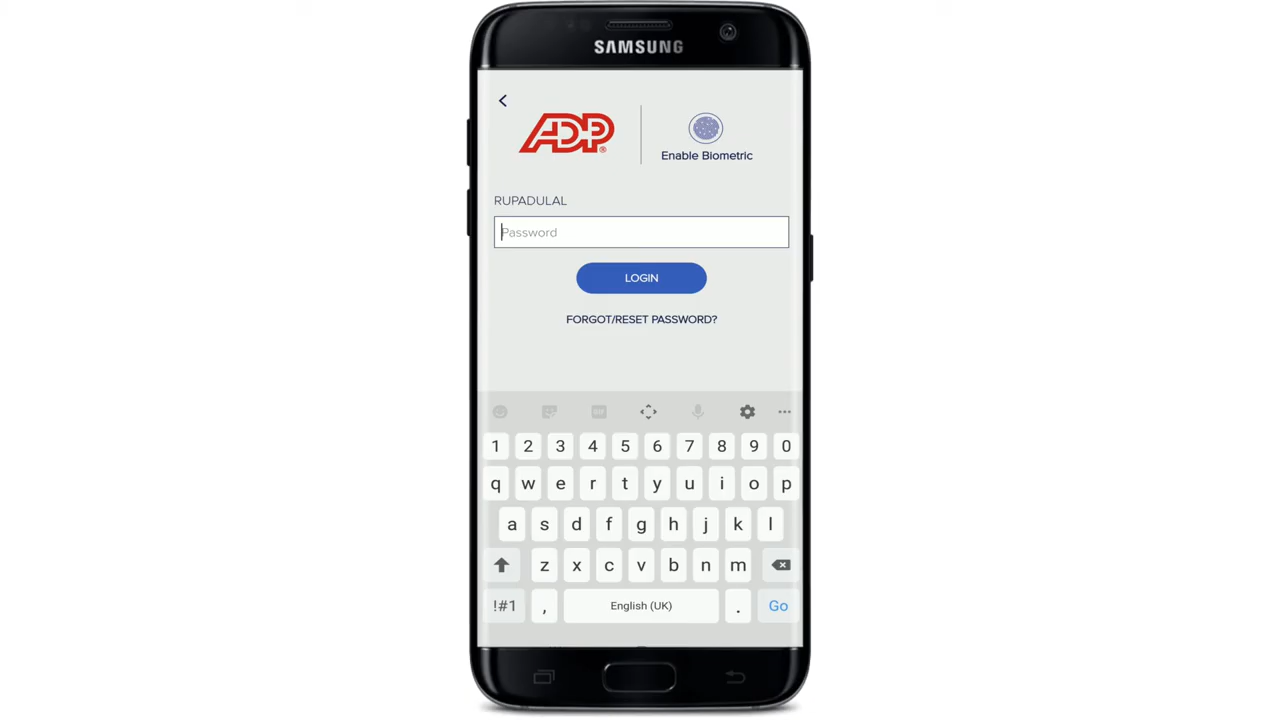 SAMSUNG
ADP®
Enable Biometric
RUPADULAL
Password
LOGIN
FORGOT/RESET PASSWORD?
GIF
1 2 3 4 5 6 7 8 9 0
q w e r t y u i o p
a s d f g h j k l
z x c v b n m
!#1 , English (UK) . Go